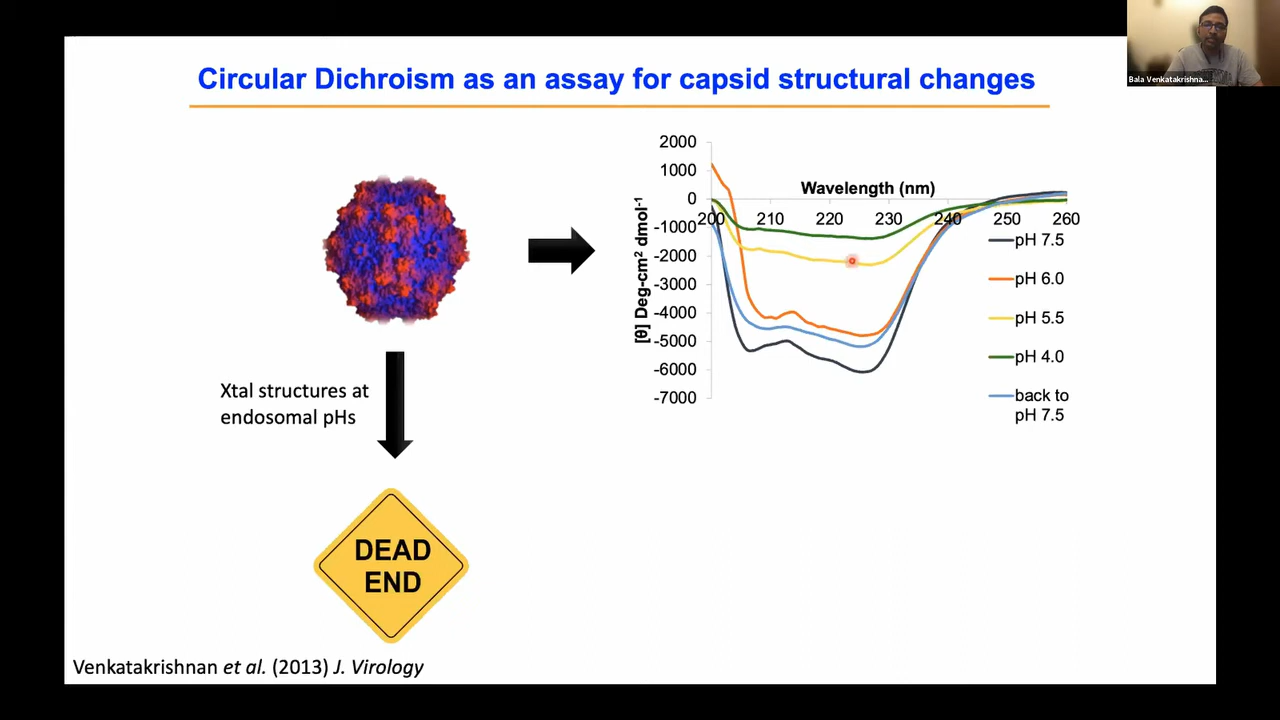 Bala Venkatakrishna...
Circular Dichroism as an assay for capsid structural changes
2000
1000
0
-1000
-2000
-3000
-4000
-5000
-6000
-7000
[θ] Deg-cm² dmol⁻¹
Wavelength (nm)
200 210 220 230 240 250 260
pH 7.5
pH 6.0
pH 5.5
pH 4.0
back to
pH 7.5
Xtal structures at
endosomal pHs
DEAD
END
Venkatakrishnan et al. (2013) J. Virology